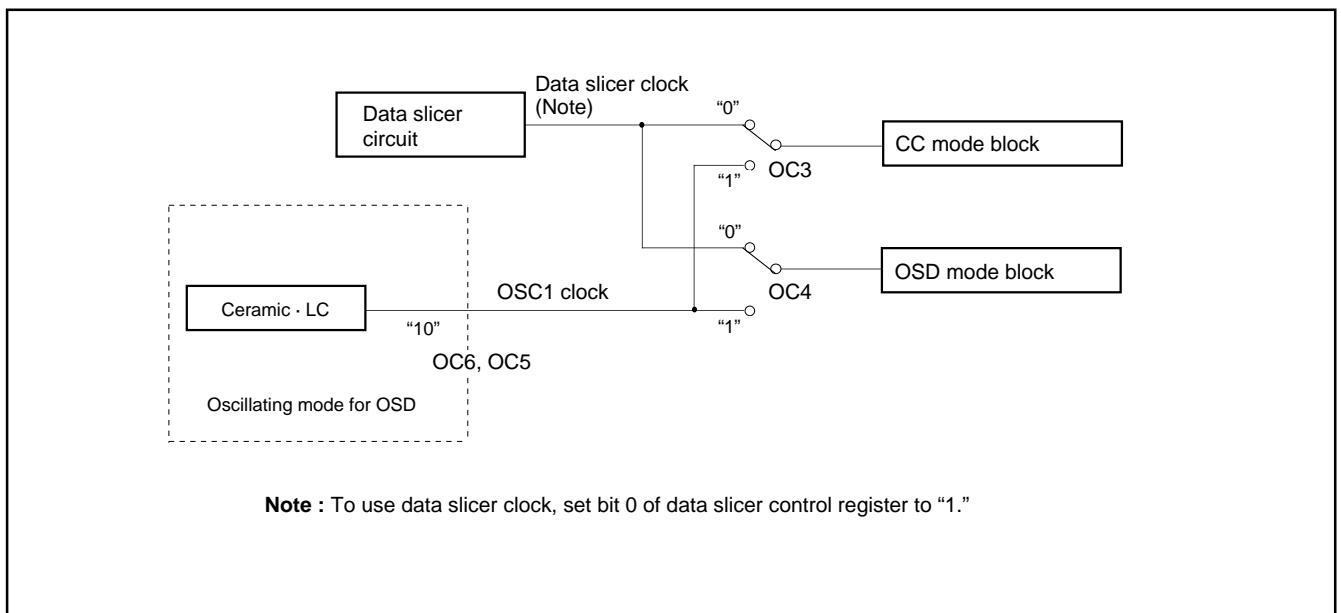 Data slicer clock
(Note)
Data slicer
circuit
“0”
CC mode block
“1”
OC3
“0”
OSD mode block
OC4
OSC1 clock
Ceramic · LC
“10”
“1”
OC6, OC5
Oscillating mode for OSD
Note : To use data slicer clock, set bit 0 of data slicer control register to “1.”